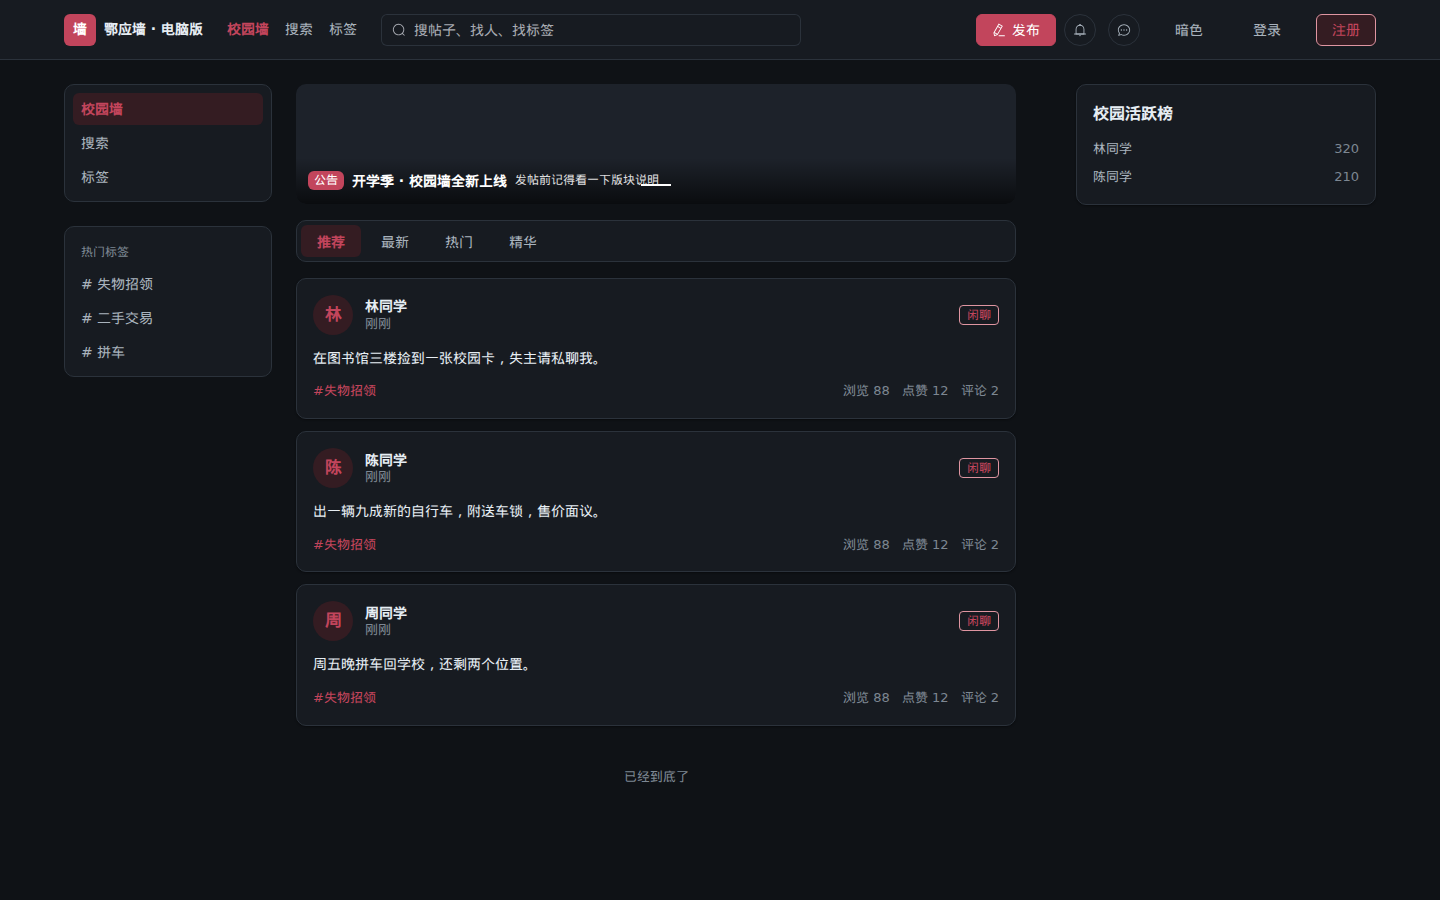 墙 鄂应墙 · 电脑版 校园墙 搜索 标签 搜帖子、找人、找标签 发布 暗色 登录 注册
校园墙
搜索
标签
热门标签
# 失物招领
# 二手交易
# 拼车
公告 开学季 · 校园墙全新上线 发帖前记得看一下版块说明
推荐 最新 热门 精华
林 林同学 闲聊
刚刚
在图书馆三楼捡到一张校园卡，失主请私聊我。
#失物招领 浏览 88 点赞 12 评论 2
陈 陈同学 闲聊
刚刚
出一辆九成新的自行车，附送车锁，售价面议。
#失物招领 浏览 88 点赞 12 评论 2
周 周同学 闲聊
刚刚
周五晚拼车回学校，还剩两个位置。
#失物招领 浏览 88 点赞 12 评论 2
已经到底了
校园活跃榜
林同学 320
陈同学 210